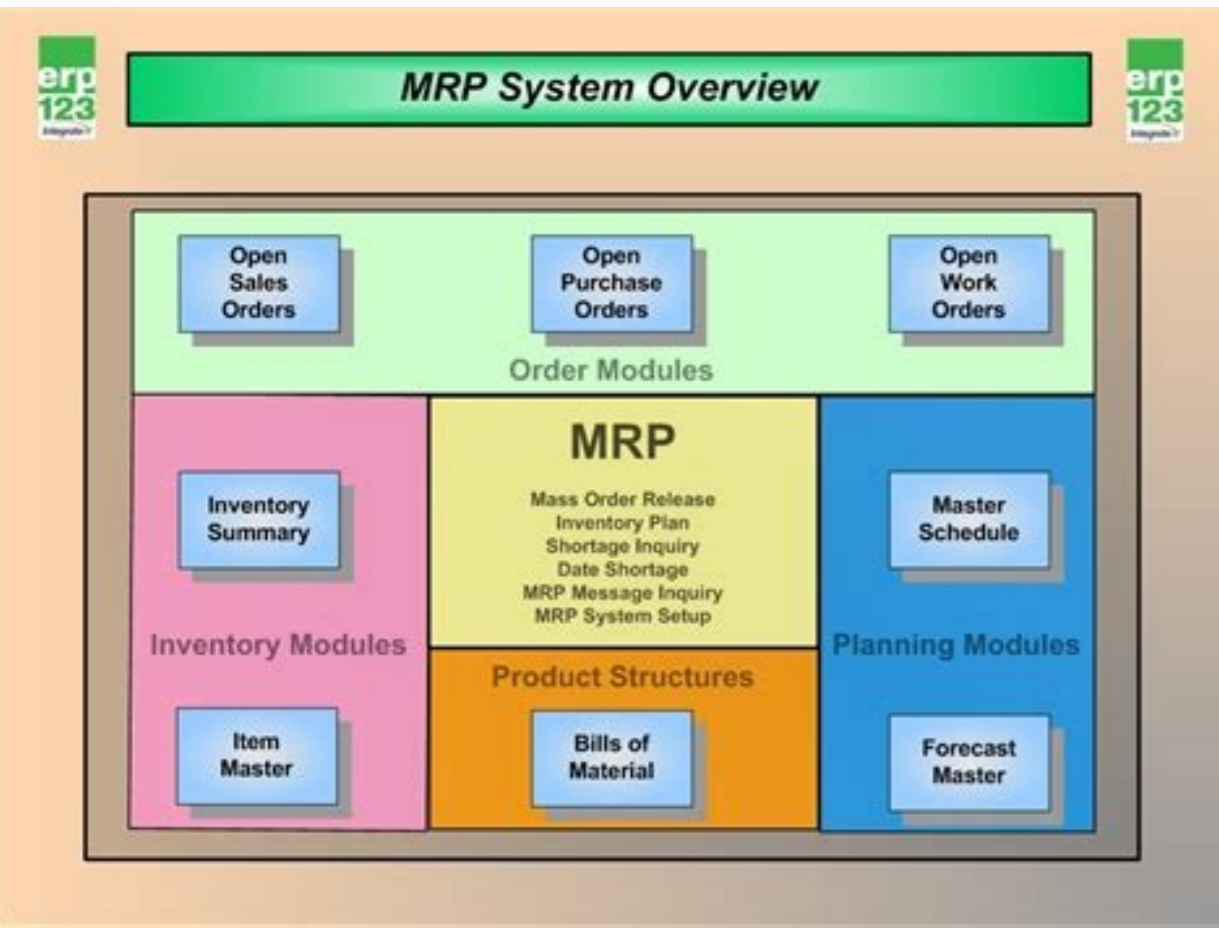 erp
123
MRP System Overview
erp
123
Open
Sales
Orders
Open
Purchase
Orders
Open
Work
Orders
Order Modules
Inventory
Summary
MRP
Mass Order Release
Inventory Plan
Shortage Inquiry
Date Shortage
MRP Message Inquiry
MRP System Setup
Master
Schedule
Inventory Modules
Planning Modules
Product Structures
Item
Master
Bills of
Material
Forecast
Master